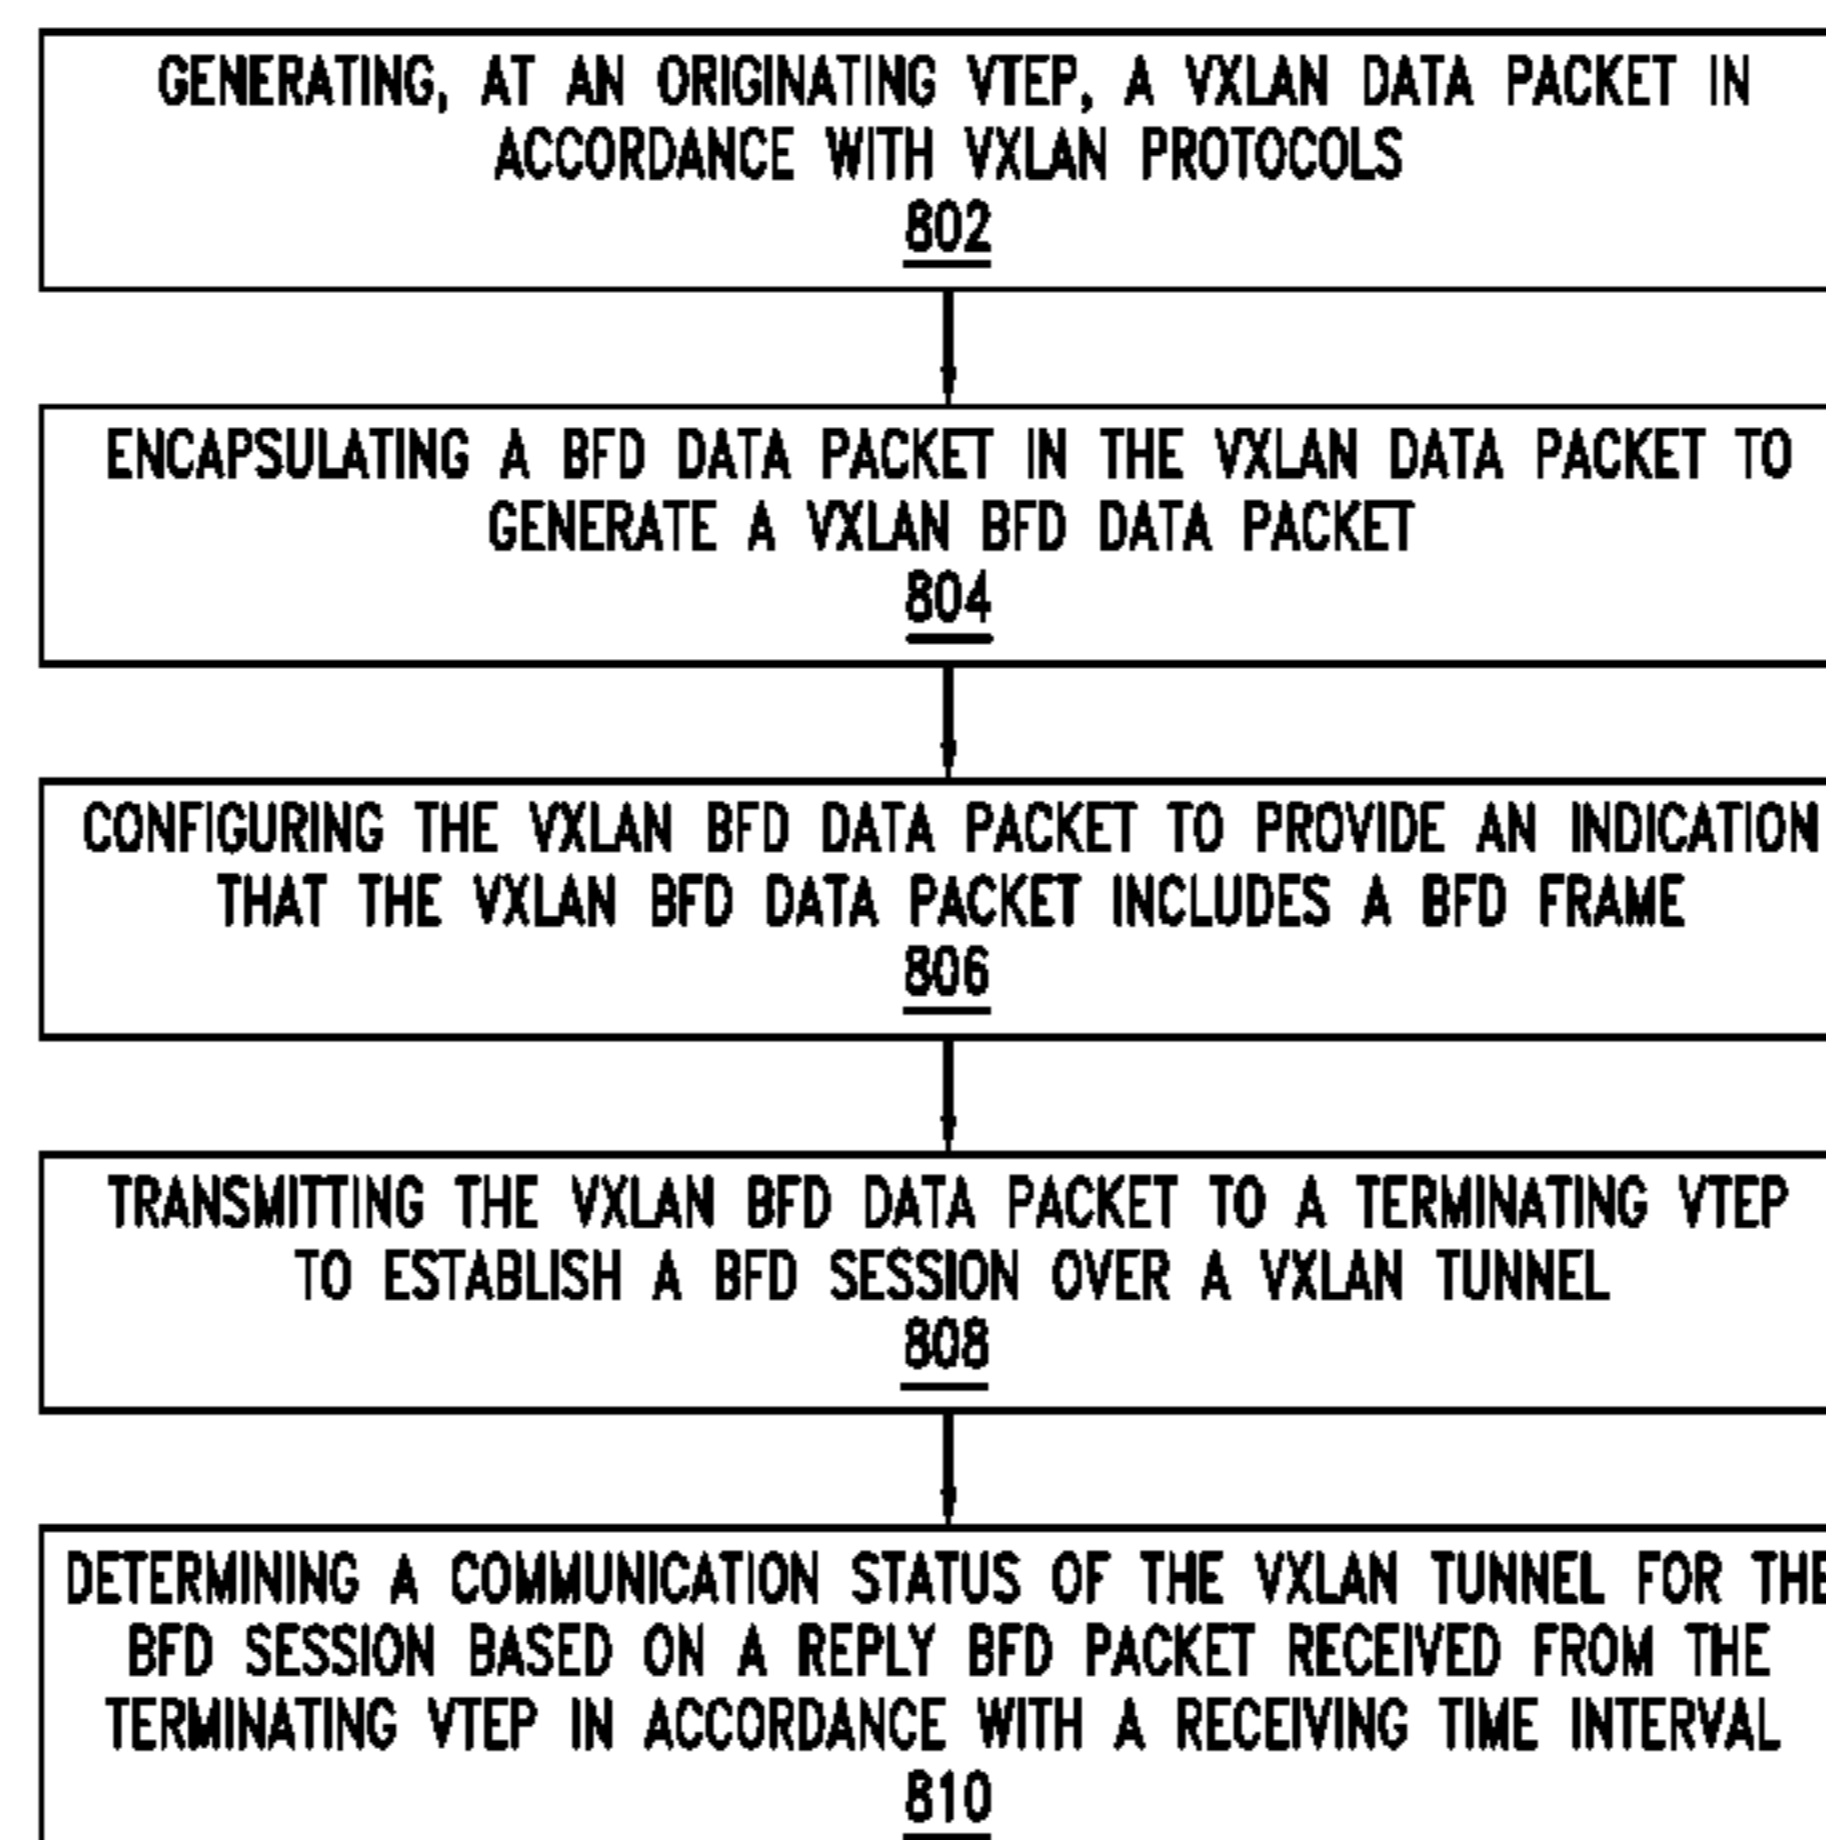 GENERATING, AT AN ORIGINATING VTEP, A VXLAN DATA PACKET IN
ACCORDANCE WITH VXLAN PROTOCOLS
802
ENCAPSULATING A BFD DATA PACKET IN THE VXLAN DATA PACKET TO
GENERATE A VXLAN BFD DATA PACKET
804
CONFIGURING THE VXLAN BFD DATA PACKET TO PROVIDE AN INDICATION
THAT THE VXLAN BFD DATA PACKET INCLUDES A BFD FRAME
806
TRANSMITTING THE VXLAN BFD DATA PACKET TO A TERMINATING VTEP
TO ESTABLISH A BFD SESSION OVER A VXLAN TUNNEL
808
DETERMINING A COMMUNICATION STATUS OF THE VXLAN TUNNEL FOR THE
BFD SESSION BASED ON A REPLY BFD PACKET RECEIVED FROM THE
TERMINATING VTEP IN ACCORDANCE WITH A RECEIVING TIME INTERVAL
810